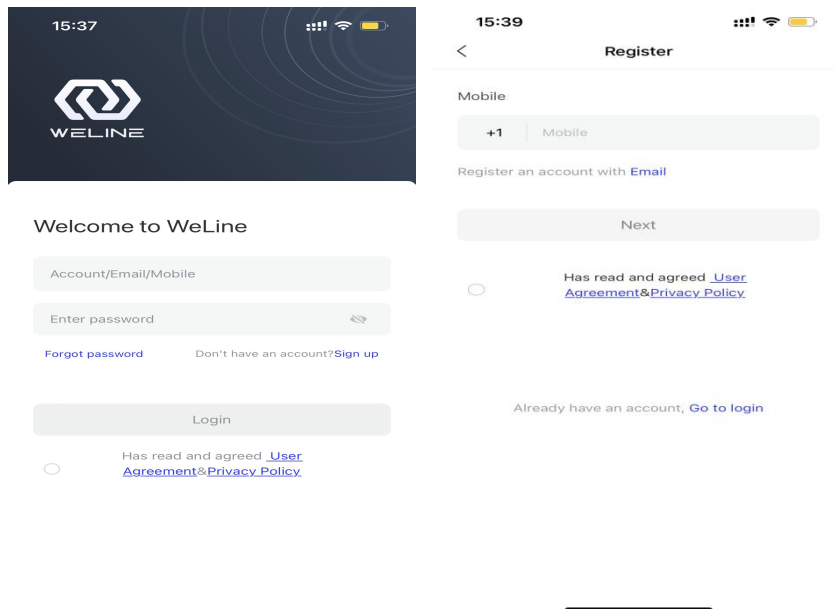 15:37
WELINE
Welcome to WeLine
Account/Email/Mobile
Enter password
Forgot password
Don't have an account?Sign up
Login
Has read and agreed User
Agreement&Privacy Policy
15:39
Register
Mobile
+1
Mobile
Register an account with Email
Next
Has read and agreed User
Agreement&Privacy Policy
Already have an account, Go to login